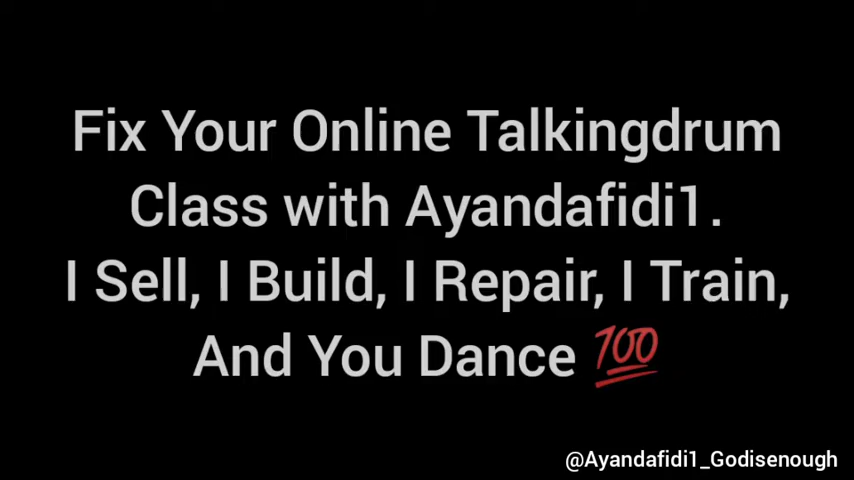 Fix Your Online Talkingdrum
Class with Ayandafidi1.
I Sell, I Build, I Repair, I Train,
And You Dance 💯
@Ayandafidi1_Godisenough